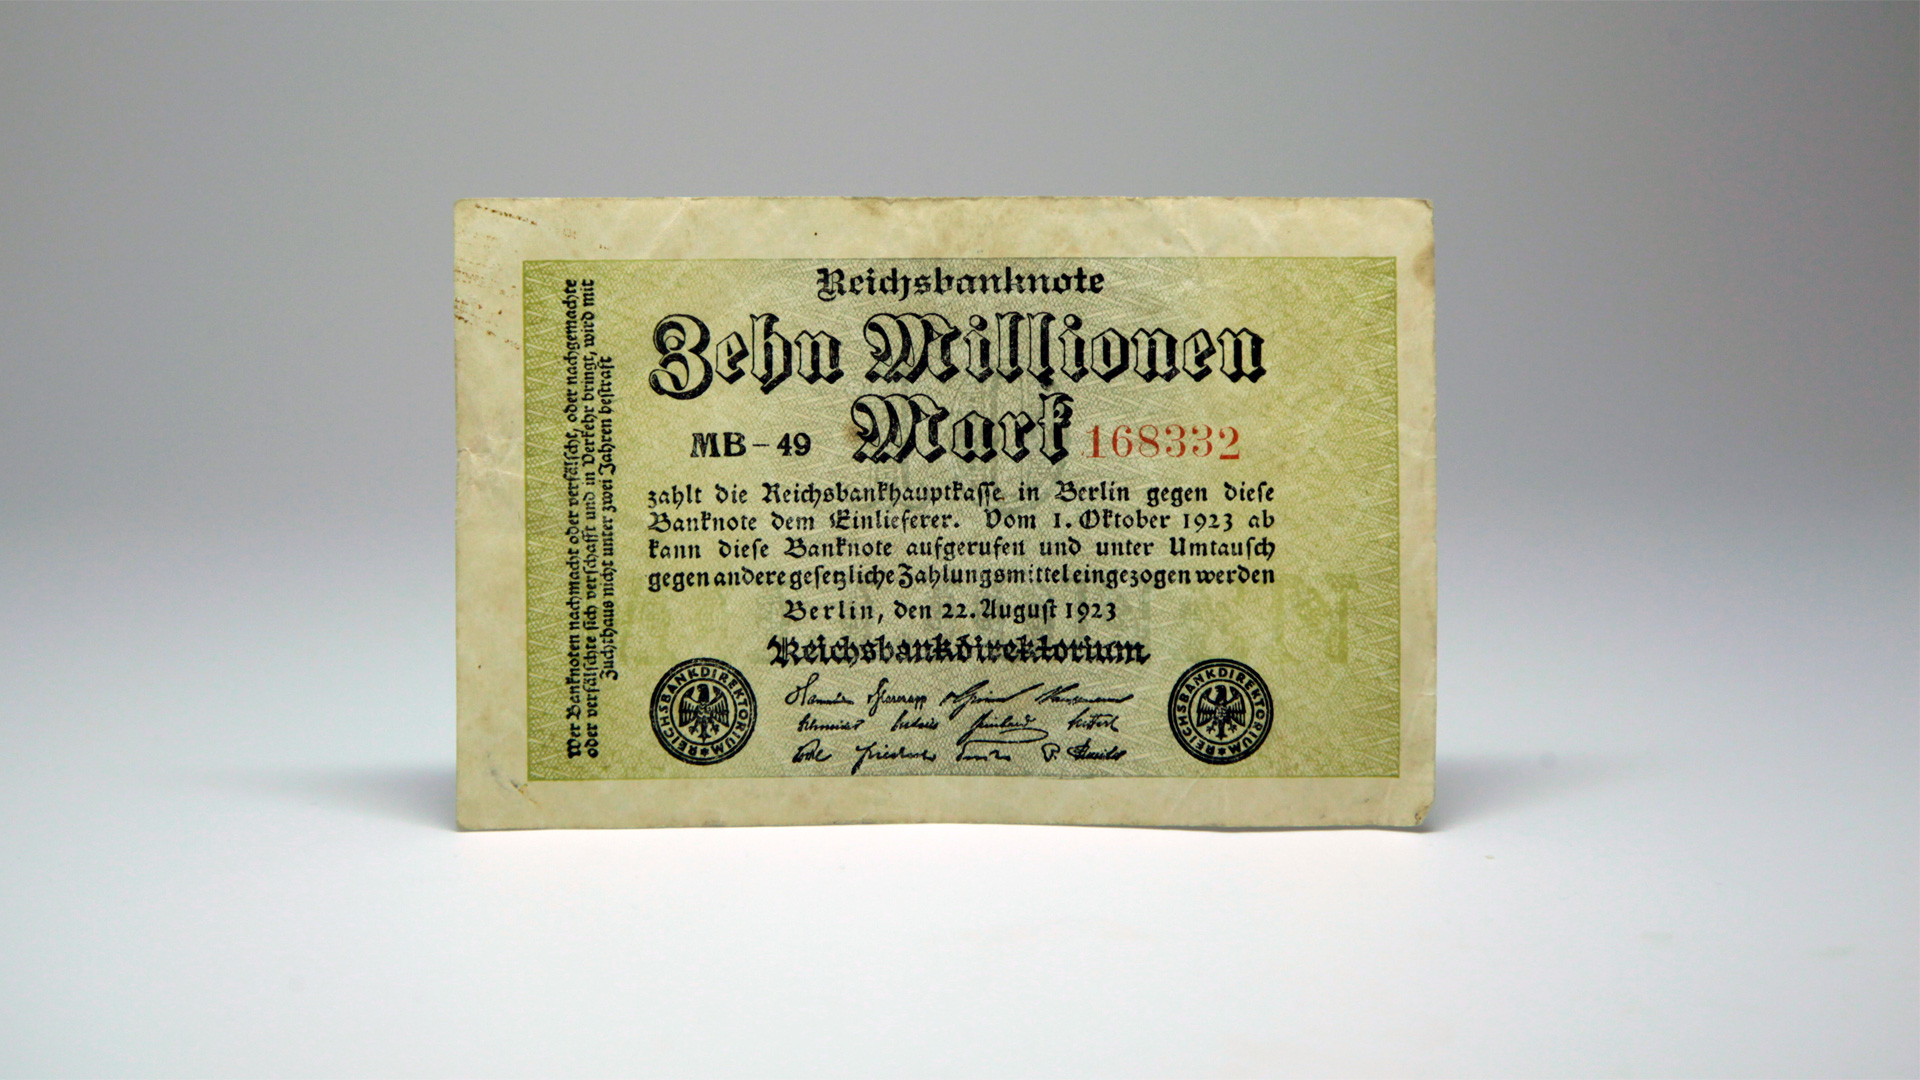 Reichsbanknote
Zehn Millionen
Mark
MB-49
168332
zahlt die Reichsbankhauptkasse in Berlin gegen diese
Banknote dem Einlieferer. Vom 1. Oktober 1923 ab
kann diese Banknote aufgerufen und unter Umtausch
gegen andere gesetzliche Zahlungsmittel eingezogen werden
Berlin, den 22. August 1923
Reichsbankdirektorium
REICHSBANKDIREKTORIUM
REICHSBANKDIREKTORIUM
Wer Banknoten nachmacht oder verfälscht, oder nachgemachte
oder verfälschte sich verschafft und in Verkehr bringt, wird mit
Zuchthaus nicht unter zwei Jahren bestraft